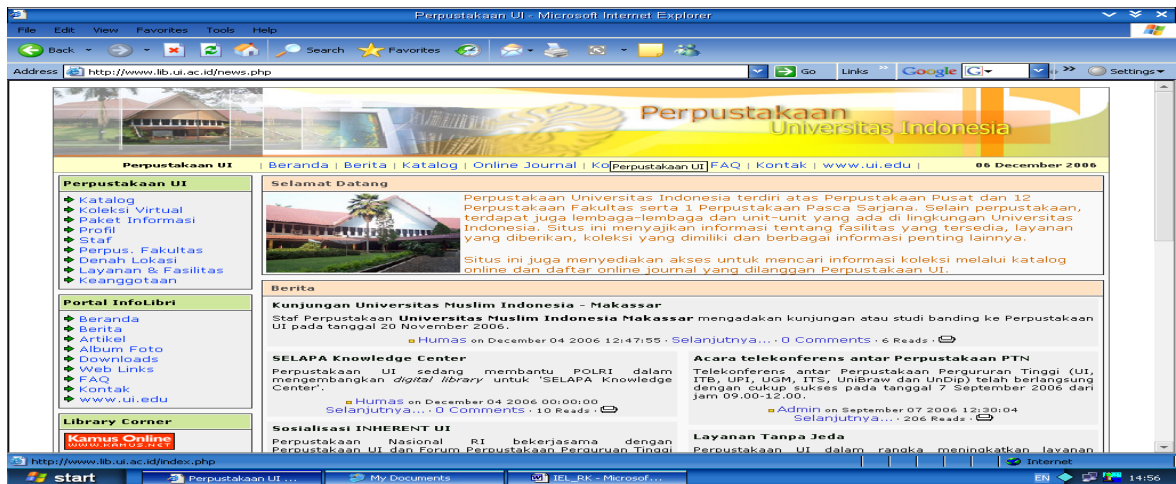 Perpustakaan UI - Microsoft Internet Explorer
File Edit View Favorites Tools Help
Back Search Favorites
Address http://www.lib.ui.ac.id/news.php Go Links Google G Settings
Perpustakaan
Universitas Indonesia
Perpustakaan UI | Beranda | Berita | Katalog | Online Journal | Ko Perpustakaan UI FAQ | Kontak | www.ui.edu | 06 December 2006
Perpustakaan UI
Katalog
Koleksi Virtual
Paket Informasi
Profil
Staf
Perpus. Fakultas
Denah Lokasi
Layanan & Fasilitas
Keanggotaan
Portal InfoLibri
Beranda
Berita
Artikel
Album Foto
Downloads
Web Links
FAQ
Kontak
www.ui.edu
Library Corner
Kamus Online
WWW.KAMUS.NET
Selamat Datang
Perpustakaan Universitas Indonesia terdiri atas Perpustakaan Pusat dan 12
Perpustakaan Fakultas serta 1 Perpustakaan Pasca Sarjana. Selain perpustakaan,
terdapat juga lembaga-lembaga dan unit-unit yang ada di lingkungan Universitas
Indonesia. Situs ini menyajikan informasi tentang fasilitas yang tersedia, layanan
yang diberikan, koleksi yang dimiliki dan berbagai informasi penting lainnya.
Situs ini juga menyediakan akses untuk mencari informasi koleksi melalui katalog
online dan daftar online journal yang dilanggan Perpustakaan UI.
Berita
Kunjungan Universitas Muslim Indonesia - Makassar
Staf Perpustakaan Universitas Muslim Indonesia Makassar mengadakan kunjungan atau studi banding ke Perpustakaan
UI pada tanggal 20 November 2006.
Humas on December 04 2006 12:47:55 · Selanjutnya... · 0 Comments · 6 Reads ·
SELAPA Knowledge Center
Perpustakaan UI sedang membantu POLRI dalam
mengembangkan digital library untuk 'SELAPA Knowledge
Center'.
Humas on December 04 2006 00:00:00
Selanjutnya... · 0 Comments · 10 Reads ·
Sosialisasi INHERENT UI
Perpustakaan Nasional RI bekerjasama dengan
Perpustakaan UI dan Forum Perpustakaan Perguruan Tinggi
Acara telekonferens antar Perpustakaan PTN
Telekonferens antar Perpustakaan Pergururan Tinggi (UI,
ITB, UPI, UGM, ITS, UniBraw dan UnDip) telah berlangsung
dengan cukup sukses pada tanggal 7 September 2006 dari
jam 09.00-12.00.
Admin on September 07 2006 12:30:04
Selanjutnya... · 206 Reads ·
Layanan Tanpa Jeda
Perpustakaan UI dalam rangka meningkatkan layanan
http://www.lib.ui.ac.id/index.php Internet
start Perpustakaan UI ... My Documents IEL_RK - Microsof... EN 14:56